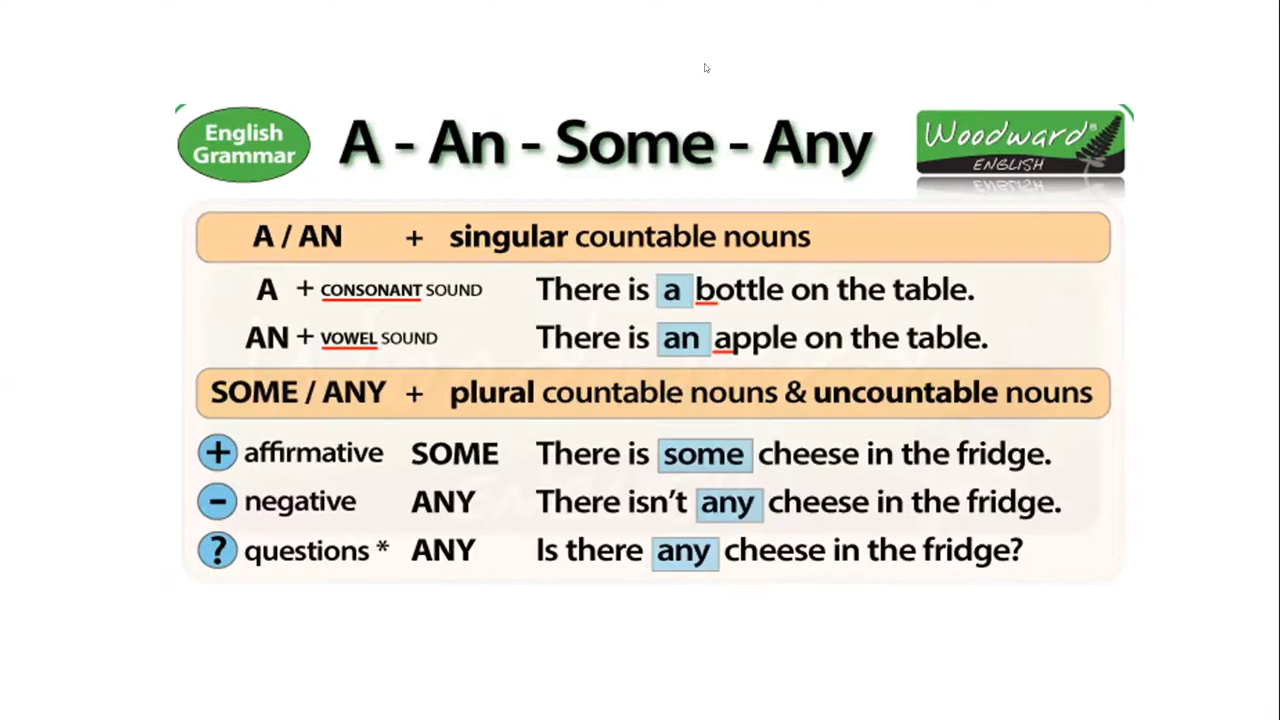 English
Grammar
A - An - Some - Any
Woodward®
ENGLISH
A / AN + singular countable nouns
A + CONSONANT SOUND There is a bottle on the table.
AN + VOWEL SOUND There is an apple on the table.
SOME / ANY + plural countable nouns & uncountable nouns
+ affirmative SOME There is some cheese in the fridge.
- negative ANY There isn't any cheese in the fridge.
? questions * ANY Is there any cheese in the fridge?